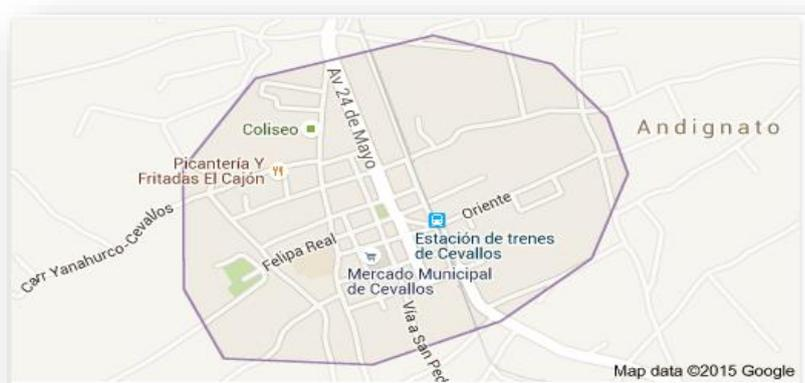 Av 24 de Mayo
Coliseo
Andignato
Picantería Y
Fritadas El Cajón
Oriente
Carr Yanahurco-Cevallos
Felipa Real
Estación de trenes
de Cevallos
Mercado Municipal
de Cevallos
Vía a San Ped
Map data ©2015 Google